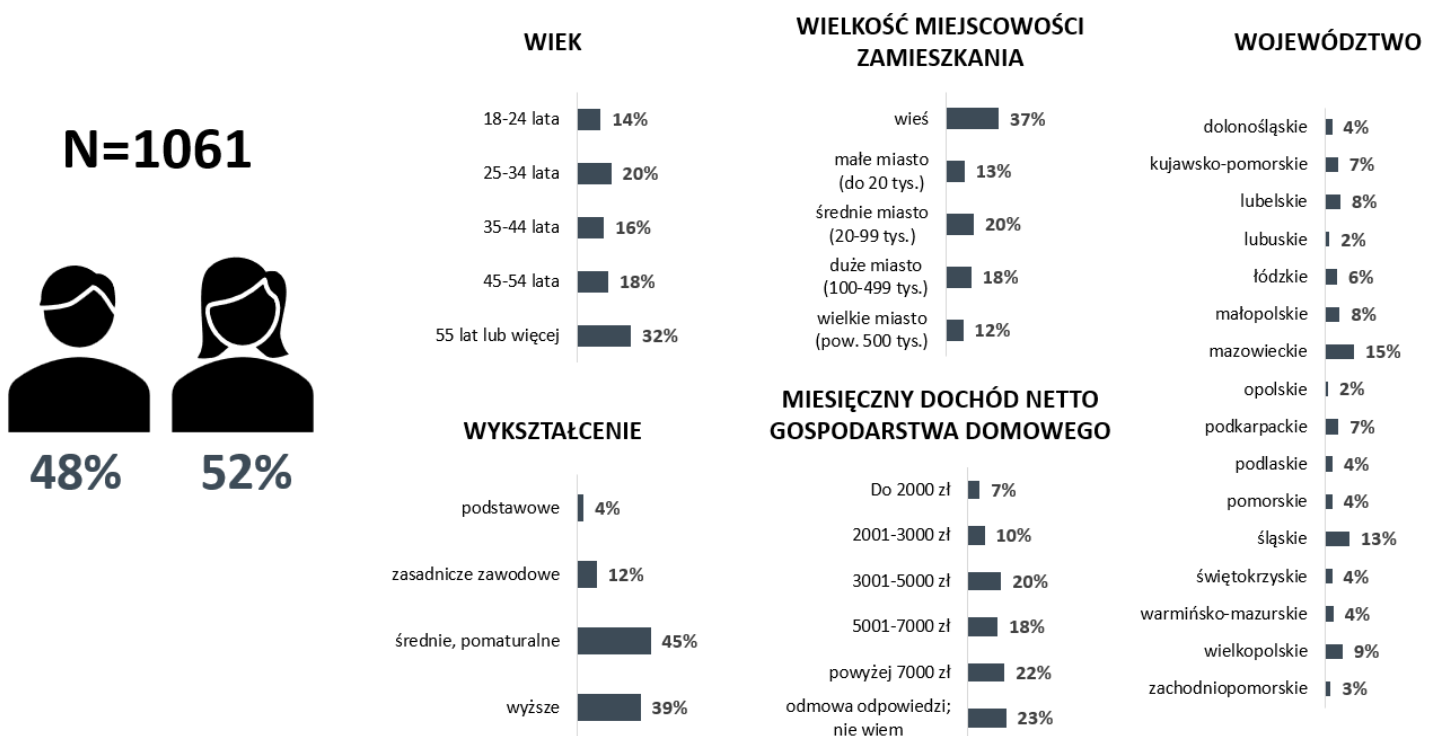 N=1061
48%
52%
WIEK
18-24 lata 14%
25-34 lata 20%
35-44 lata 16%
45-54 lata 18%
55 lat lub więcej 32%
WYKSZTAŁCENIE
podstawowe 4%
zasadnicze zawodowe 12%
średnie, pomaturalne 45%
wyższe 39%
WIELKOŚĆ MIEJSCOWOŚCI
ZAMIESZKANIA
wieś 37%
małe miasto
(do 20 tys.) 13%
średnie miasto
(20-99 tys.) 20%
duże miasto
(100-499 tys.) 18%
wielkie miasto
(pow. 500 tys.) 12%
MIESIĘCZNY DOCHÓD NETTO
GOSPODARSTWA DOMOWEGO
Do 2000 zł 7%
2001-3000 zł 10%
3001-5000 zł 20%
5001-7000 zł 18%
powyżej 7000 zł 22%
odmowa odpowiedzi;
nie wiem 23%
WOJEWÓDZTWO
dolonośląskie 4%
kujawsko-pomorskie 7%
lubelskie 8%
lubuskie 2%
łódzkie 6%
małopolskie 8%
mazowieckie 15%
opolskie 2%
podkarpackie 7%
podlaskie 4%
pomorskie 4%
śląskie 13%
świętokrzyskie 4%
warmińsko-mazurskie 4%
wielkopolskie 9%
zachodniopomorskie 3%